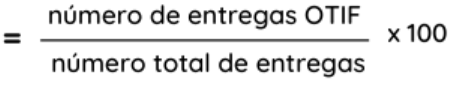 número de entregas OTIF
= x 100
número total de entregas